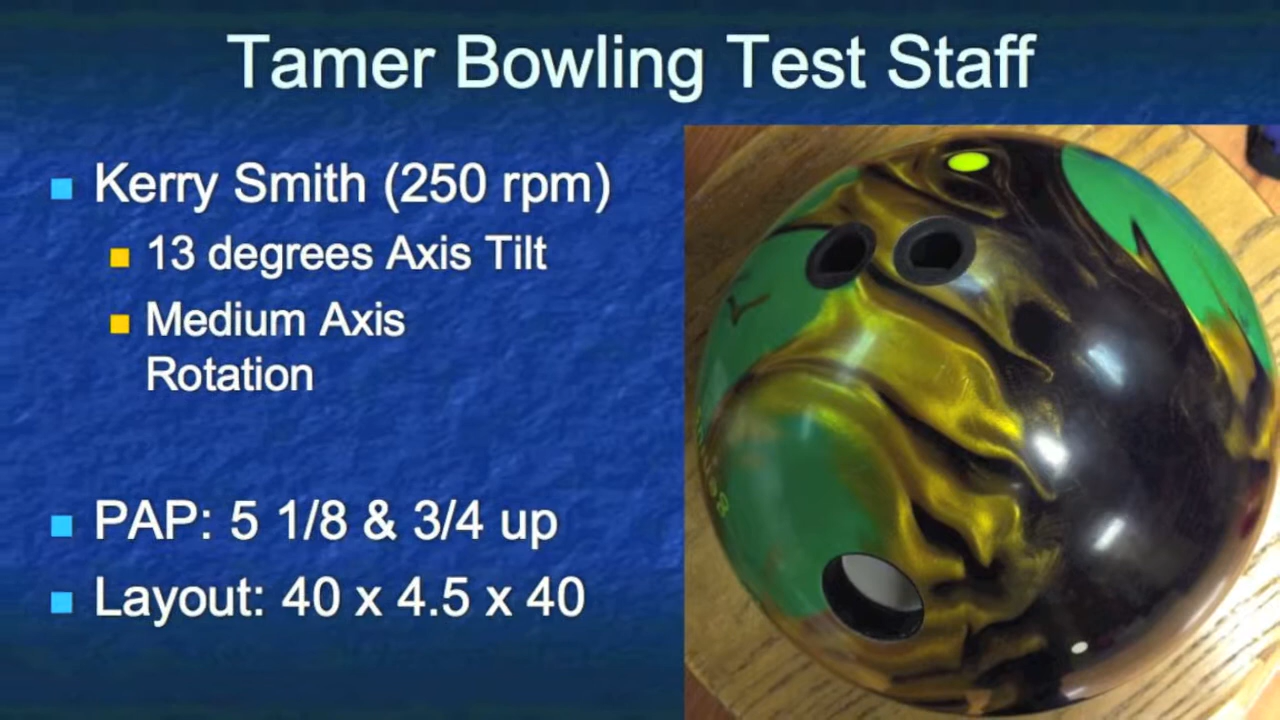 Tamer Bowling Test Staff
Kerry Smith (250 rpm)
13 degrees Axis Tilt
Medium Axis
Rotation
PAP: 5 1/8 & 3/4 up
Layout: 40 x 4.5 x 40